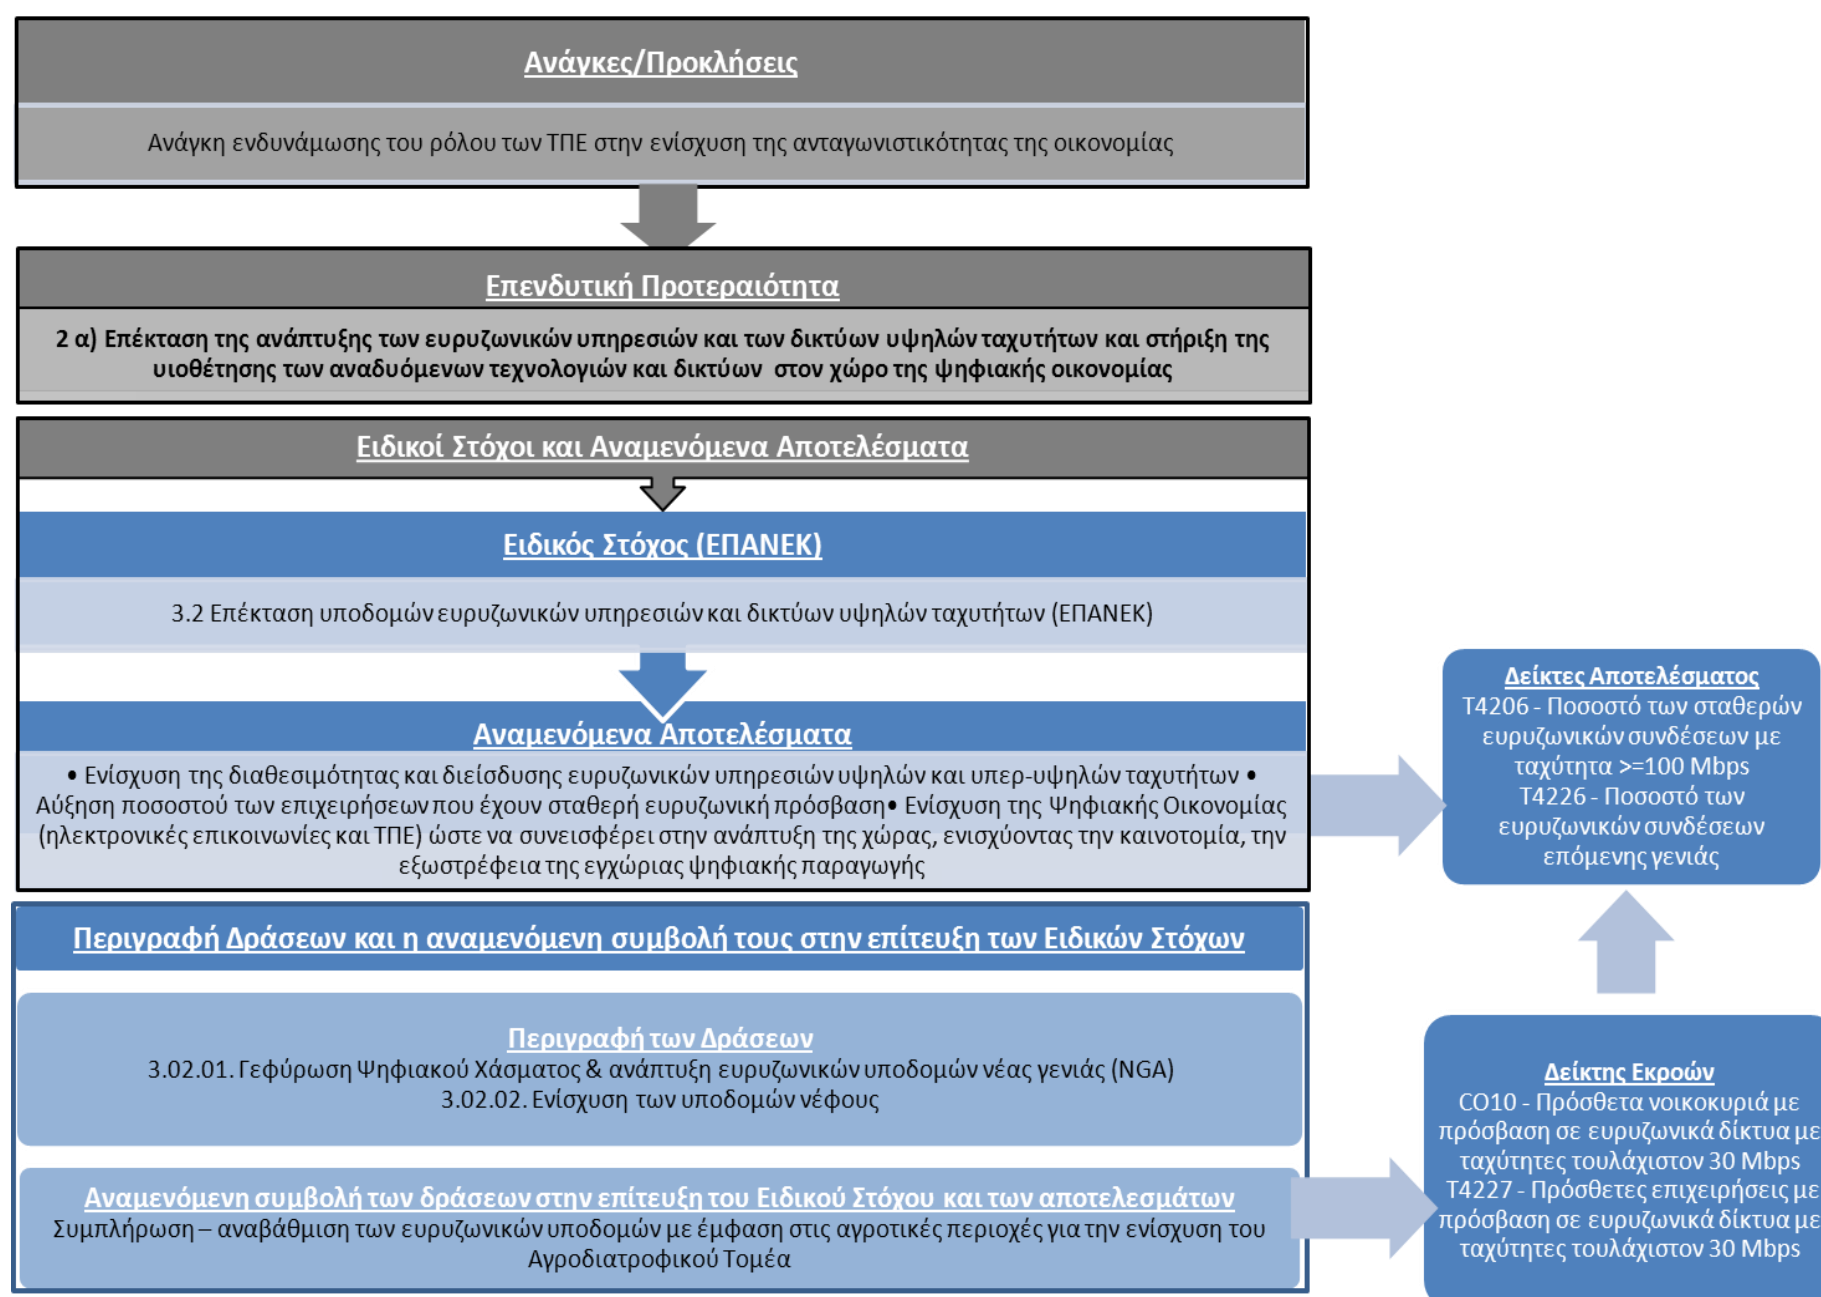 Ανάγκες/Προκλήσεις
Ανάγκη ενδυνάμωσης του ρόλου των ΤΠΕ στην ενίσχυση της ανταγωνιστικότητας της οικονομίας
Επενδυτική Προτεραιότητα
2 α) Επέκταση της ανάπτυξης των ευρυζωνικών υπηρεσιών και των δικτύων υψηλών ταχυτήτων και στήριξη της
υιοθέτησης των αναδυόμενων τεχνολογιών και δικτύων στον χώρο της ψηφιακής οικονομίας
Ειδικοί Στόχοι και Αναμενόμενα Αποτελέσματα
Ειδικός Στόχος (ΕΠΑΝΕΚ)
3.2 Επέκταση υποδομών ευρυζωνικών υπηρεσιών και δικτύων υψηλών ταχυτήτων (ΕΠΑΝΕΚ)
Αναμενόμενα Αποτελέσματα
• Ενίσχυση της διαθεσιμότητας και διείσδυσης ευρυζωνικών υπηρεσιών υψηλών και υπερ-υψηλών ταχυτήτων •
Αύξηση ποσοστού των επιχειρήσεων που έχουν σταθερή ευρυζωνική πρόσβαση• Ενίσχυση της Ψηφιακής Οικονομίας
(ηλεκτρονικές επικοινωνίες και ΤΠΕ) ώστε να συνεισφέρει στην ανάπτυξη της χώρας, ενισχύοντας την καινοτομία, την
εξωστρέφεια της εγχώριας ψηφιακής παραγωγής
Δείκτες Αποτελέσματος
Τ4206 - Ποσοστό των σταθερών
ευρυζωνικών συνδέσεων με
ταχύτητα >=100 Mbps
Τ4226 - Ποσοστό των
ευρυζωνικών συνδέσεων
επόμενης γενιάς
Περιγραφή Δράσεων και η αναμενόμενη συμβολή τους στην επίτευξη των Ειδικών Στόχων
Περιγραφή των Δράσεων
3.02.01. Γεφύρωση Ψηφιακού Χάσματος & ανάπτυξη ευρυζωνικών υποδομών νέας γενιάς (NGA)
3.02.02. Ενίσχυση των υποδομών νέφους
Αναμενόμενη συμβολή των δράσεων στην επίτευξη του Ειδικού Στόχου και των αποτελεσμάτων
Συμπλήρωση – αναβάθμιση των ευρυζωνικών υποδομών με έμφαση στις αγροτικές περιοχές για την ενίσχυση του
Αγροδιατροφικού Τομέα
Δείκτης Εκροών
CO10 - Πρόσθετα νοικοκυριά με
πρόσβαση σε ευρυζωνικά δίκτυα με
ταχύτητες τουλάχιστον 30 Mbps
Τ4227 - Πρόσθετες επιχειρήσεις με
πρόσβαση σε ευρυζωνικά δίκτυα με
ταχύτητες τουλάχιστον 30 Mbps